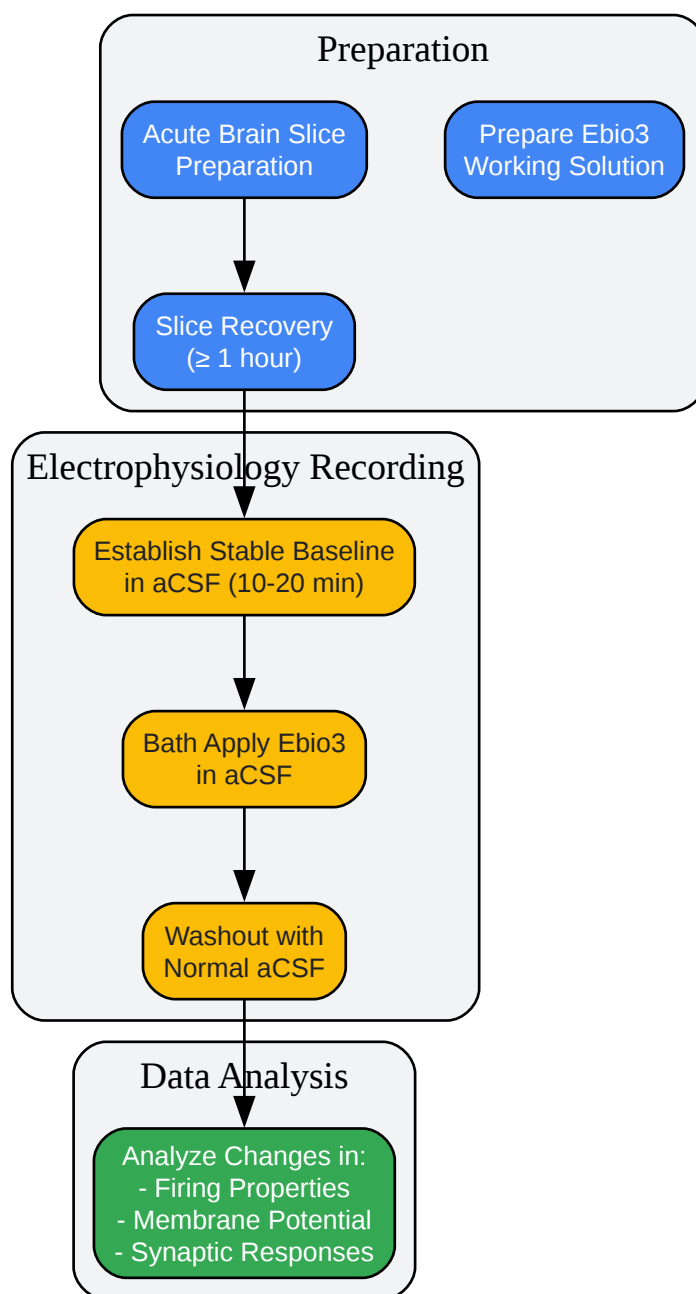 Preparation
Acute Brain Slice
Preparation
Prepare Ebio3
Working Solution
Slice Recovery
(≥ 1 hour)
Electrophysiology Recording
Establish Stable Baseline
in aCSF (10-20 min)
Bath Apply Ebio3
in aCSF
Washout with
Normal aCSF
Data Analysis
Analyze Changes in:
- Firing Properties
- Membrane Potential
- Synaptic Responses